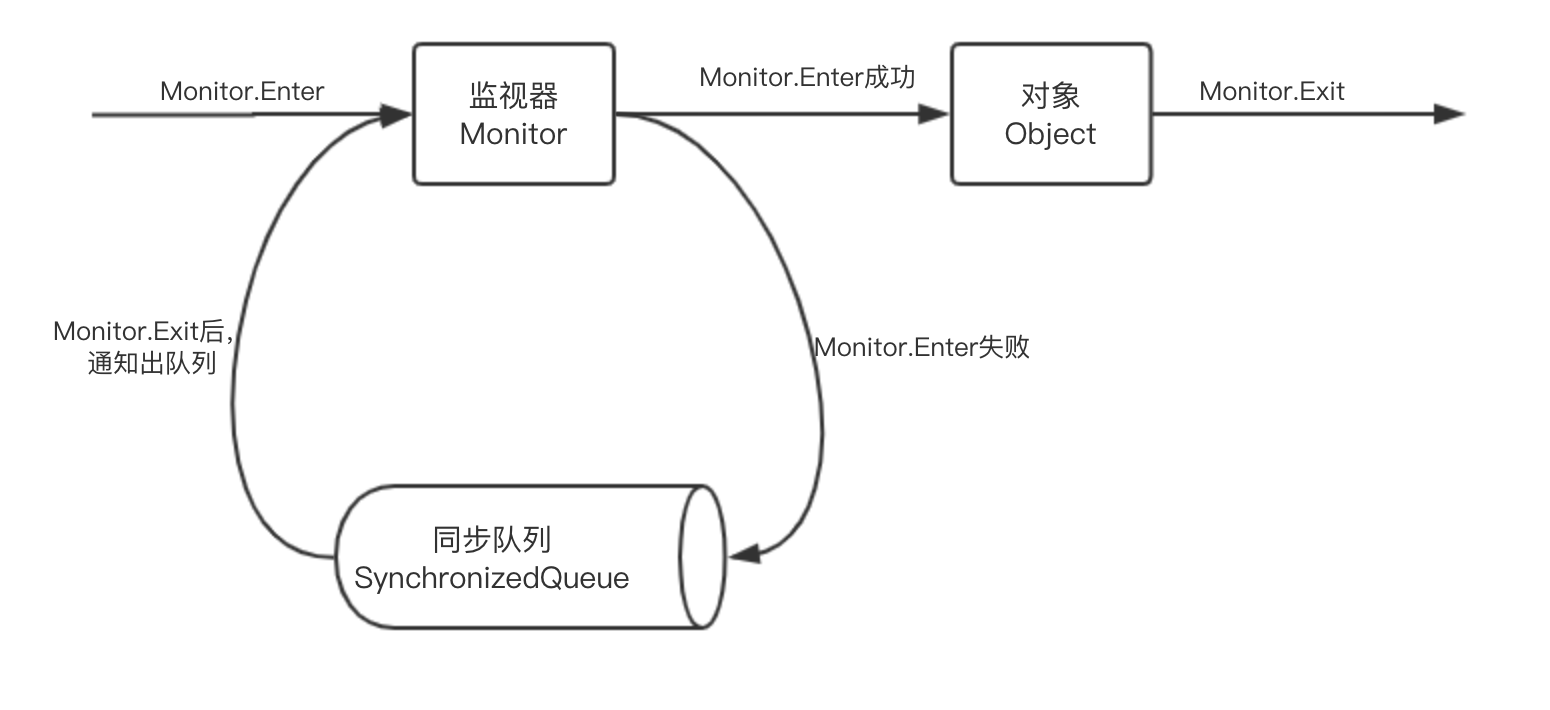 Monitor.Enter
监视器
Monitor
Monitor.Enter成功
对象
Object
Monitor.Exit
Monitor.Exit后，
通知出队列
Monitor.Enter失败
同步队列
SynchronizedQueue